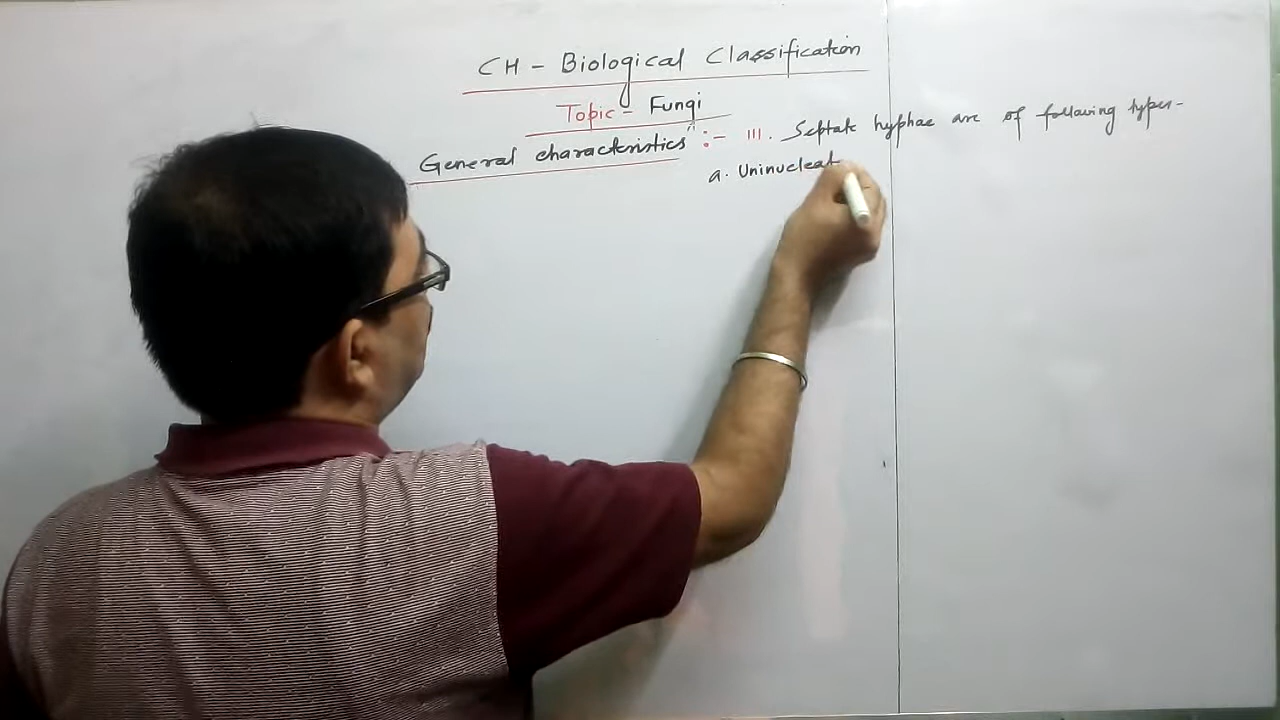 CH - Biological Classification
Topic - Fungi
General characteristics :- III. Septate hyphae are of following types-
a. Uninucleat